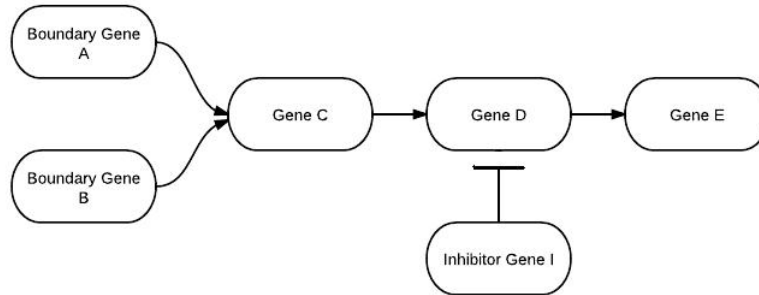 Boundary Gene
A
Boundary Gene
B
Gene C
Gene D
Gene E
Inhibitor Gene I